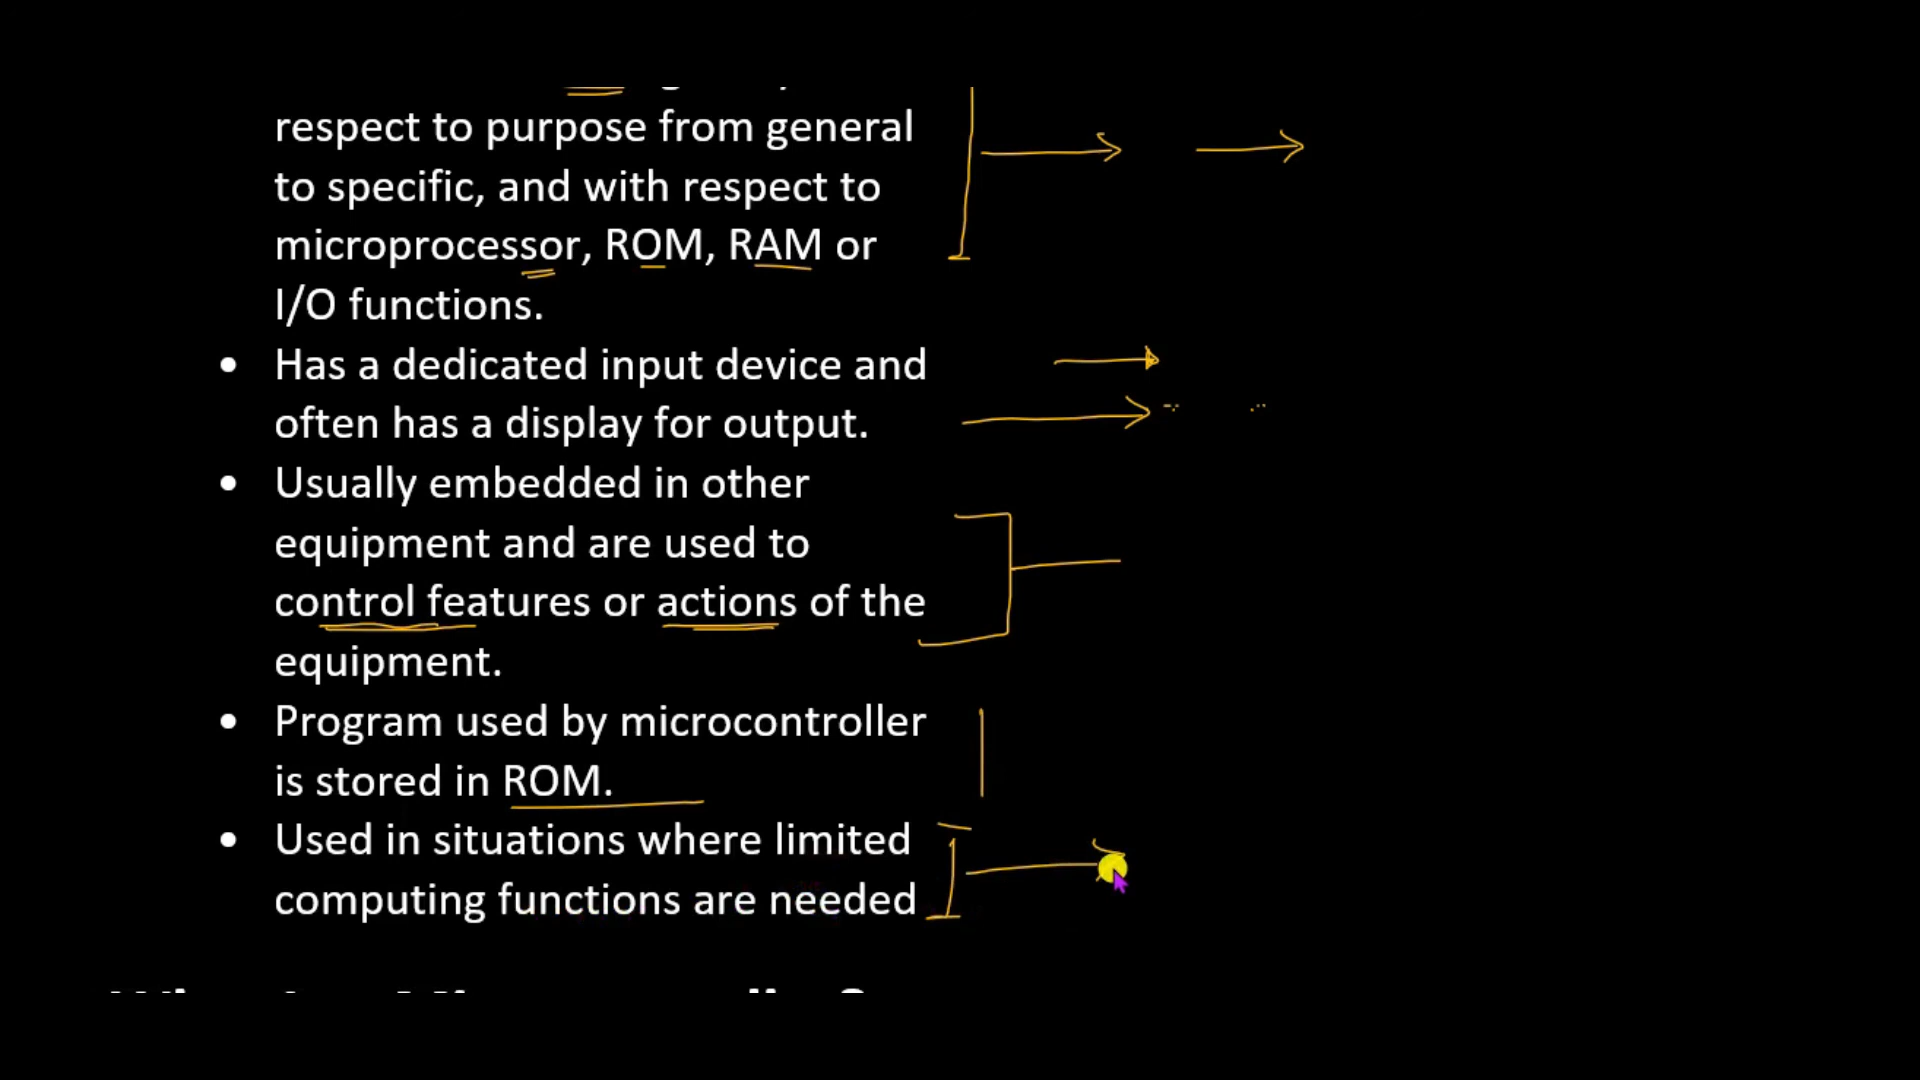 respect to purpose from general
to specific, and with respect to
microprocessor, ROM, RAM or
I/O functions.
• Has a dedicated input device and
often has a display for output.
• Usually embedded in other
equipment and are used to
control features or actions of the
equipment.
• Program used by microcontroller
is stored in ROM.
• Used in situations where limited
computing functions are needed